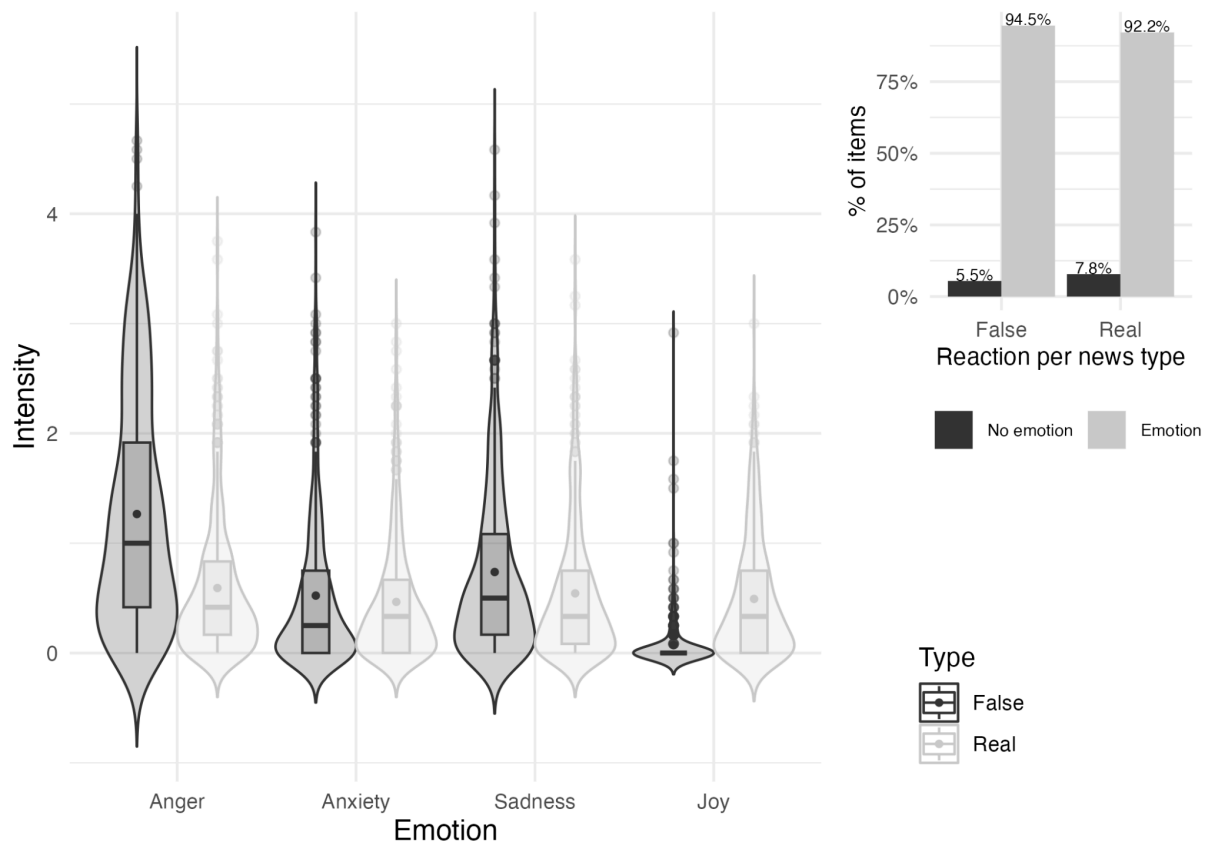 Intensity
4
2
0
Anger
Anxiety
Sadness
Joy
Emotion
% of items
75%
50%
25%
0%
94.5%
92.2%
5.5%
7.8%
False
Real
Reaction per news type
No emotion
Emotion
Type
False
Real